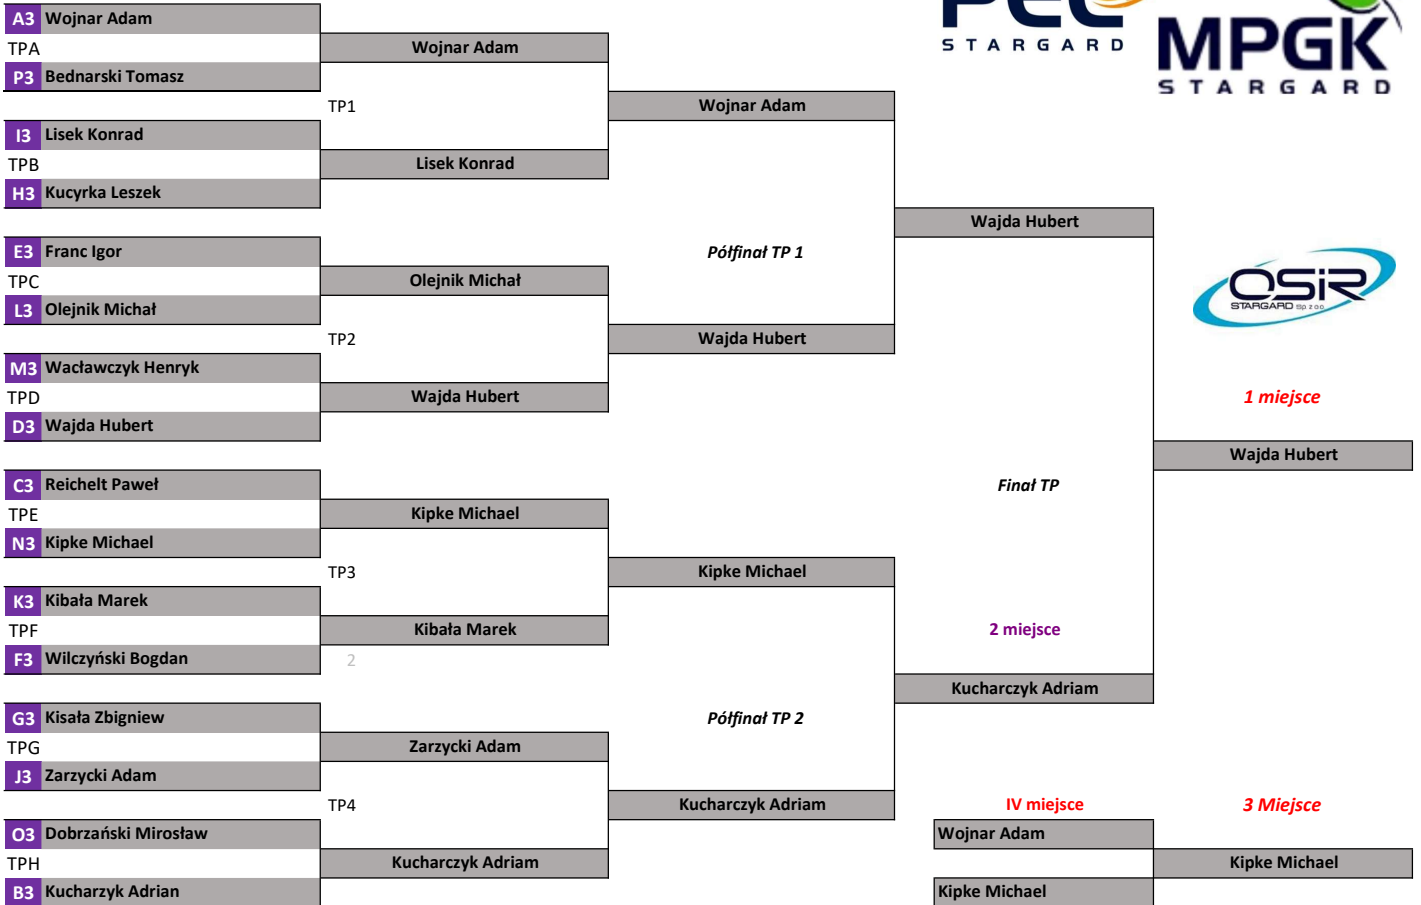 PEC
STARGARD
MPGK
STARGARD
A3 Wojnar Adam
TPA Wojnar Adam
P3 Bednarski Tomasz
TP1 Wojnar Adam
I3 Lisek Konrad
TPB Lisek Konrad
H3 Kucyrka Leszek
Wajda Hubert
E3 Franc Igor Półfinał TP 1
TPC Olejnik Michał
OSiR
STARGARD Sp z o.o.
L3 Olejnik Michał
TP2 Wajda Hubert
M3 Wacławczyk Henryk
TPD Wajda Hubert 1 miejsce
D3 Wajda Hubert
Wajda Hubert
C3 Reichelt Paweł Finał TP
TPE Kipke Michael
N3 Kipke Michael
TP3 Kipke Michael
K3 Kibała Marek
TPF Kibała Marek 2 miejsce
F3 Wilczyński Bogdan 2
Kucharczyk Adriam
G3 Kisała Zbigniew Półfinał TP 2
TPG Zarzycki Adam
J3 Zarzycki Adam
TP4 Kucharczyk Adriam IV miejsce 3 Miejsce
O3 Dobrzański Mirosław Wojnar Adam
TPH Kucharczyk Adriam Kipke Michael
B3 Kucharzyk Adrian Kipke Michael